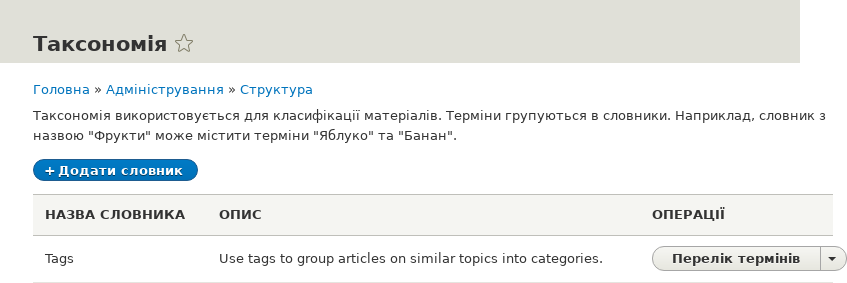 Таксономія
Головна » Адміністрування » Структура
Таксономія використовується для класифікації матеріалів. Терміни групуються в словники. Наприклад, словник з
назвою "Фрукти" може містити терміни "Яблуко" та "Банан".
+ Додати словник
НАЗВА СЛОВНИКА ОПИС ОПЕРАЦІЇ
Tags Use tags to group articles on similar topics into categories. Перелік термінів